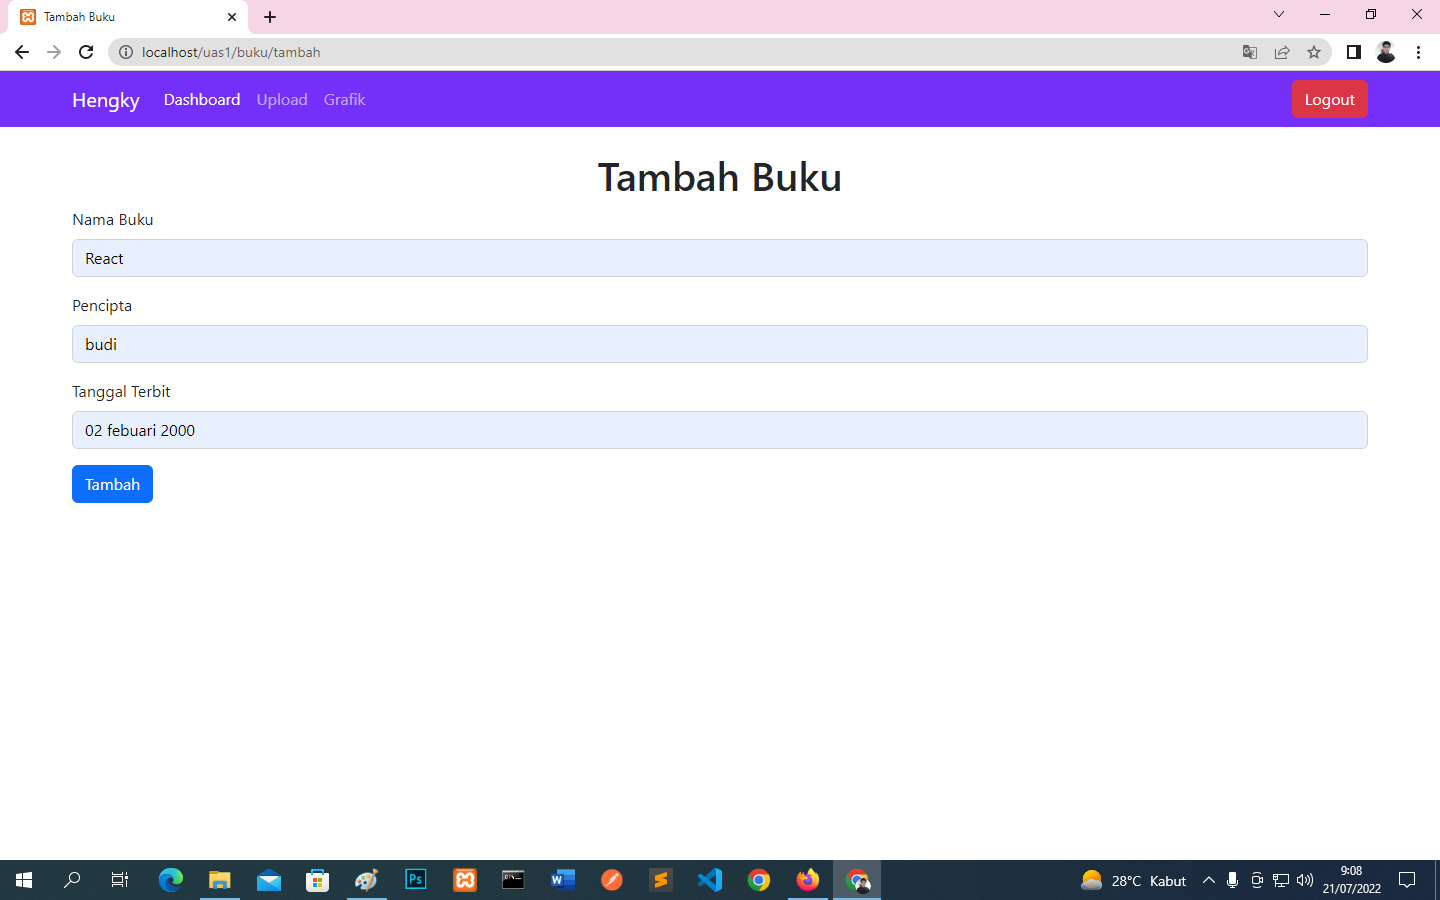 Tambah Buku
localhost/uas1/buku/tambah
Hengky Dashboard Upload Grafik Logout
Tambah Buku
Nama Buku
React
Pencipta
budi
Tanggal Terbit
02 febuari 2000
Tambah
Ps
W
28°C Kabut
9:08
21/07/2022